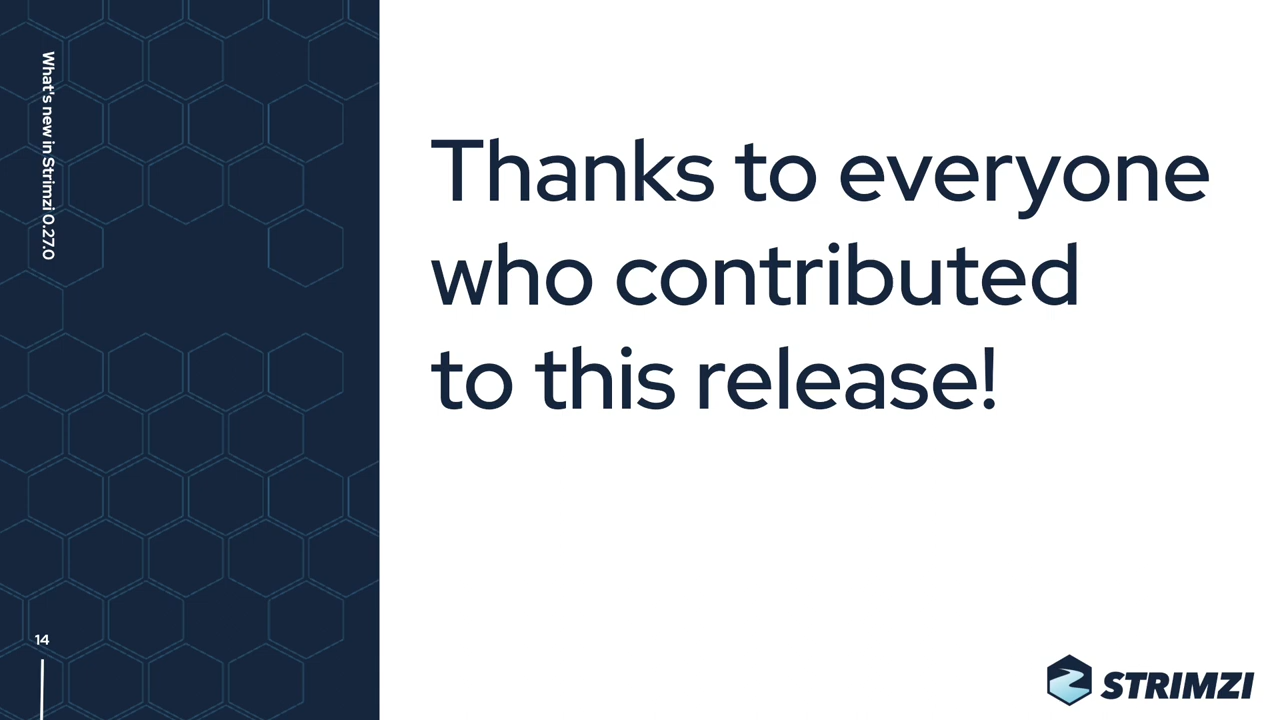 What's new in Strimzi 0.27.0
Thanks to everyone
who contributed
to this release!
14
STRIMZI